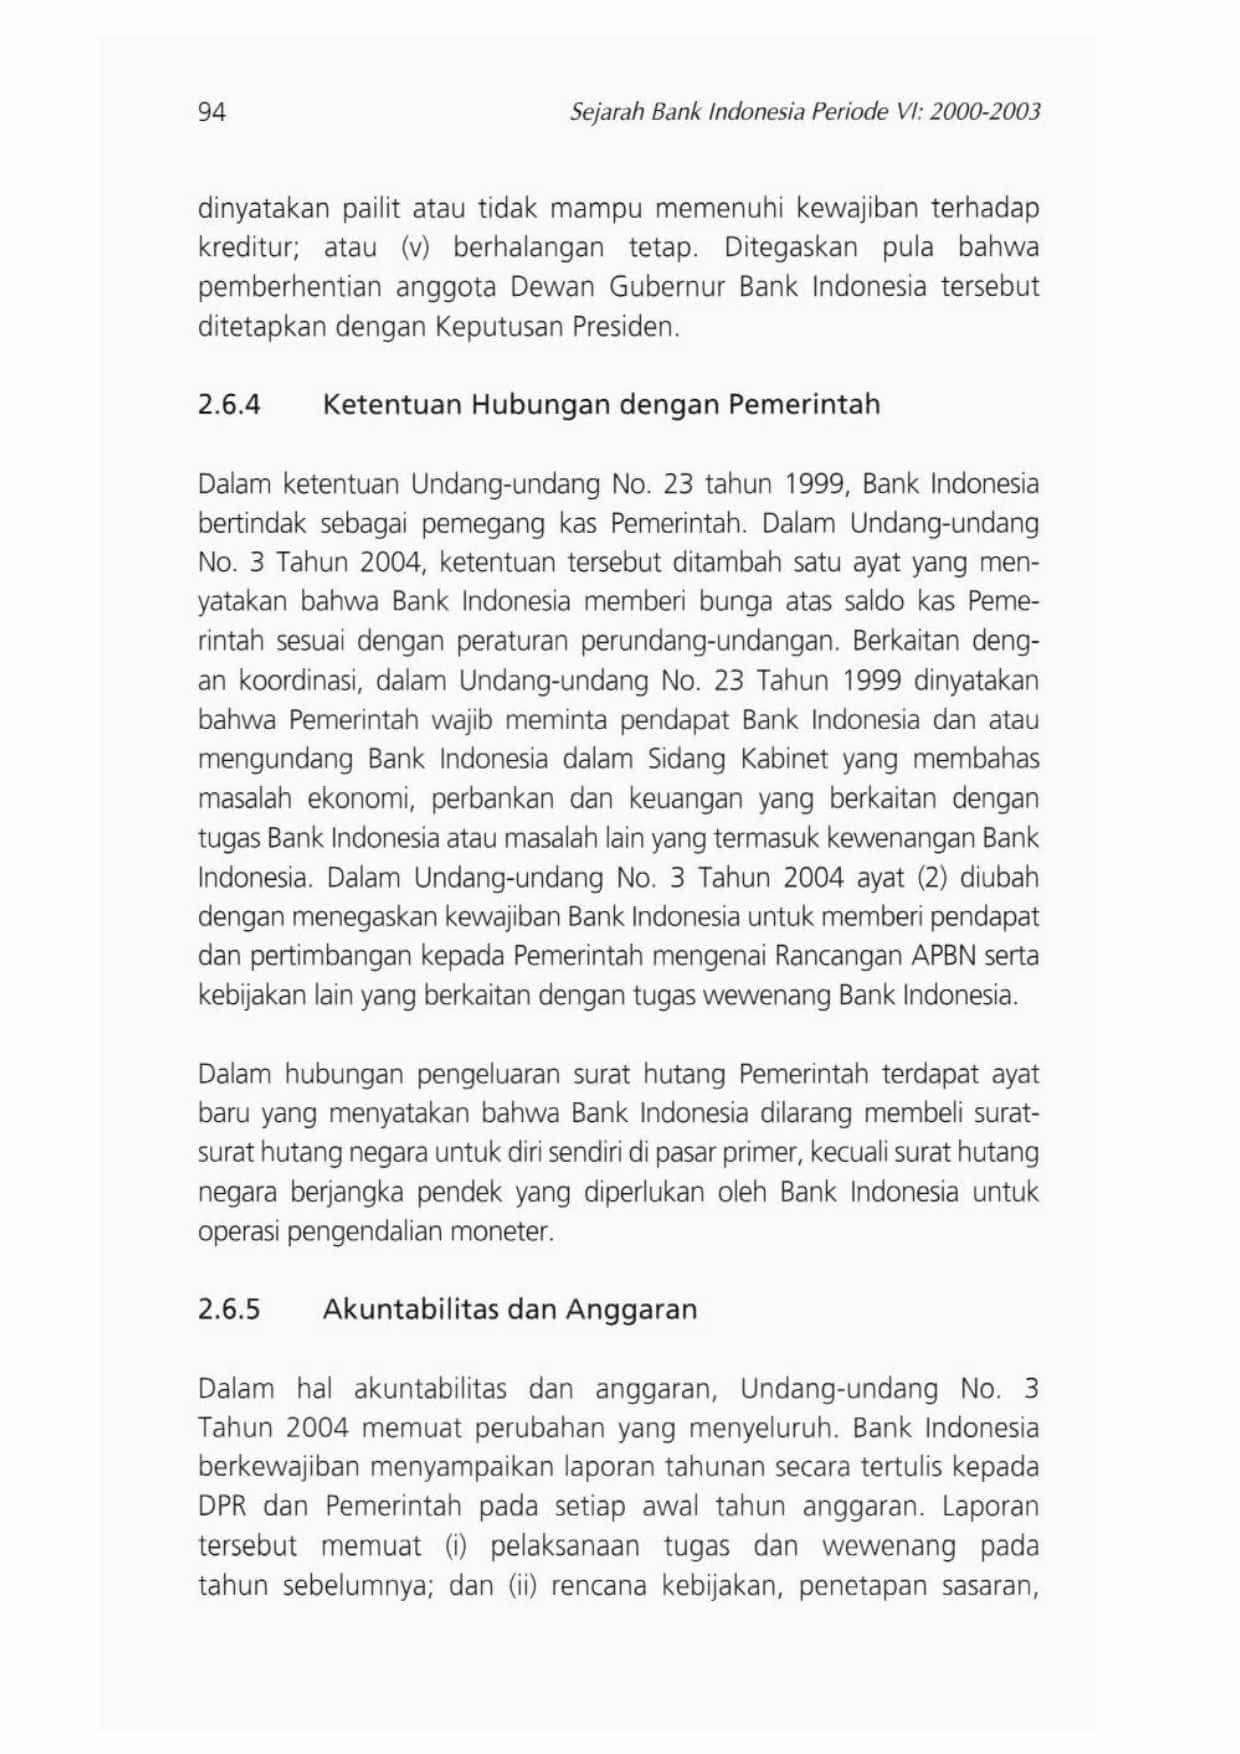 94 Sejarah Bank Indonesia Periode VI: 2000-2003
dinyatakan pailit atau tidak mampu memenuhi kewajiban terhadap
kreditur; atau (v) berhalangan tetap. Ditegaskan pula bahwa
pemberhentian anggota Dewan Gubernur Bank Indonesia tersebut
ditetapkan dengan Keputusan Presiden.
2.6.4 Ketentuan Hubungan dengan Pemerintah
Dalam ketentuan Undang-undang No. 23 tahun 1999, Bank Indonesia
bertindak sebagai pemegang kas Pemerintah. Dalam Undang-undang
No. 3 Tahun 2004, ketentuan tersebut ditambah satu ayat yang men-
yatakan bahwa Bank Indonesia memberi bunga atas saldo kas Peme-
rintah sesuai dengan peraturan perundang-undangan. Berkaitan deng-
an koordinasi, dalam Undang-undang No. 23 Tahun 1999 dinyatakan
bahwa Pemerintah wajib meminta pendapat Bank Indonesia dan atau
mengundang Bank Indonesia dalam Sidang Kabinet yang membahas
masalah ekonomi, perbankan dan keuangan yang berkaitan dengan
tugas Bank Indonesia atau masalah lain yang termasuk kewenangan Bank
Indonesia. Dalam Undang-undang No. 3 Tahun 2004 ayat (2) diubah
dengan menegaskan kewajiban Bank Indonesia untuk memberi pendapat
dan pertimbangan kepada Pemerintah mengenai Rancangan APBN serta
kebijakan lain yang berkaitan dengan tugas wewenang Bank Indonesia.
Dalam hubungan pengeluaran surat hutang Pemerintah terdapat ayat
baru yang menyatakan bahwa Bank Indonesia dilarang membeli surat-
surat hutang negara untuk diri sendiri di pasar primer, kecuali surat hutang
negara berjangka pendek yang diperlukan oleh Bank Indonesia untuk
operasi pengendalian moneter.
2.6.5 Akuntabilitas dan Anggaran
Dalam hal akuntabilitas dan anggaran, Undang-undang No. 3
Tahun 2004 memuat perubahan yang menyeluruh. Bank Indonesia
berkewajiban menyampaikan laporan tahunan secara tertulis kepada
DPR dan Pemerintah pada setiap awal tahun anggaran. Laporan
tersebut memuat (i) pelaksanaan tugas dan wewenang pada
tahun sebelumnya; dan (ii) rencana kebijakan, penetapan sasaran,